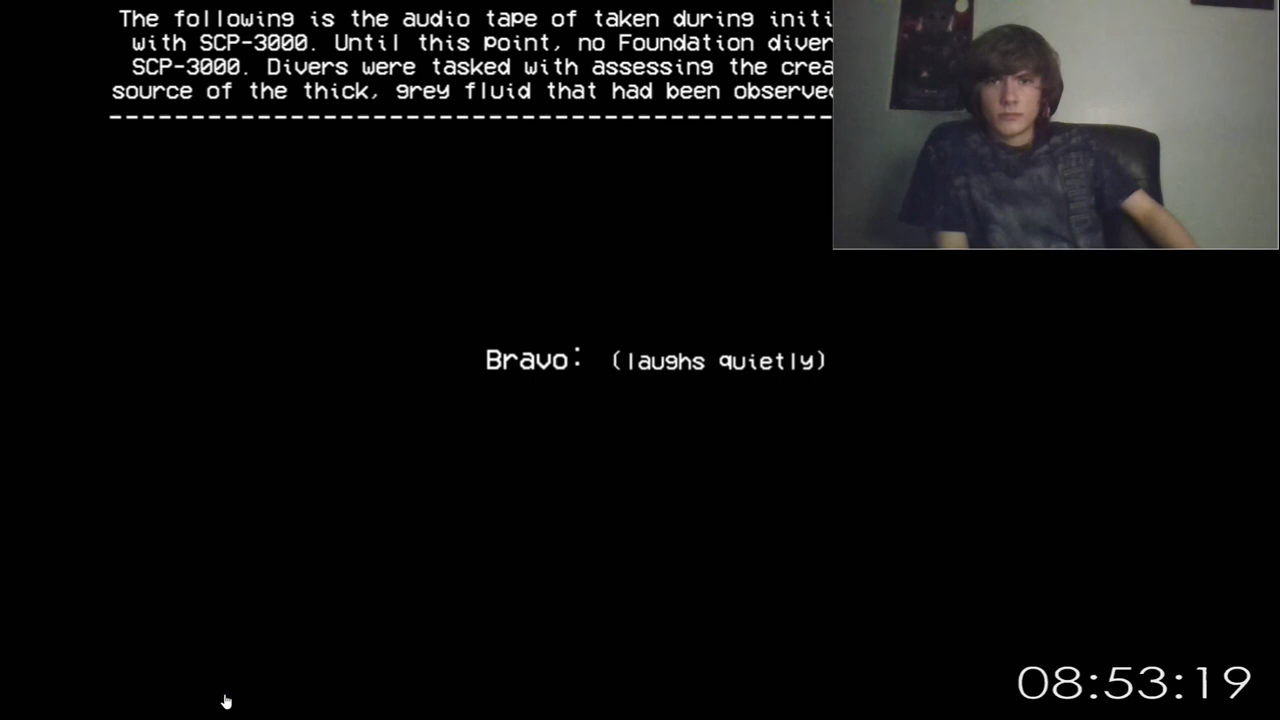 The following is the audio tape of taken during initi
with SCP-3000. Until this point, no Foundation diver
SCP-3000. Divers were tasked with assessing the crea
source of the thick, grey fluid that had been observed
Bravo: (laughs quietly)
08:53:19